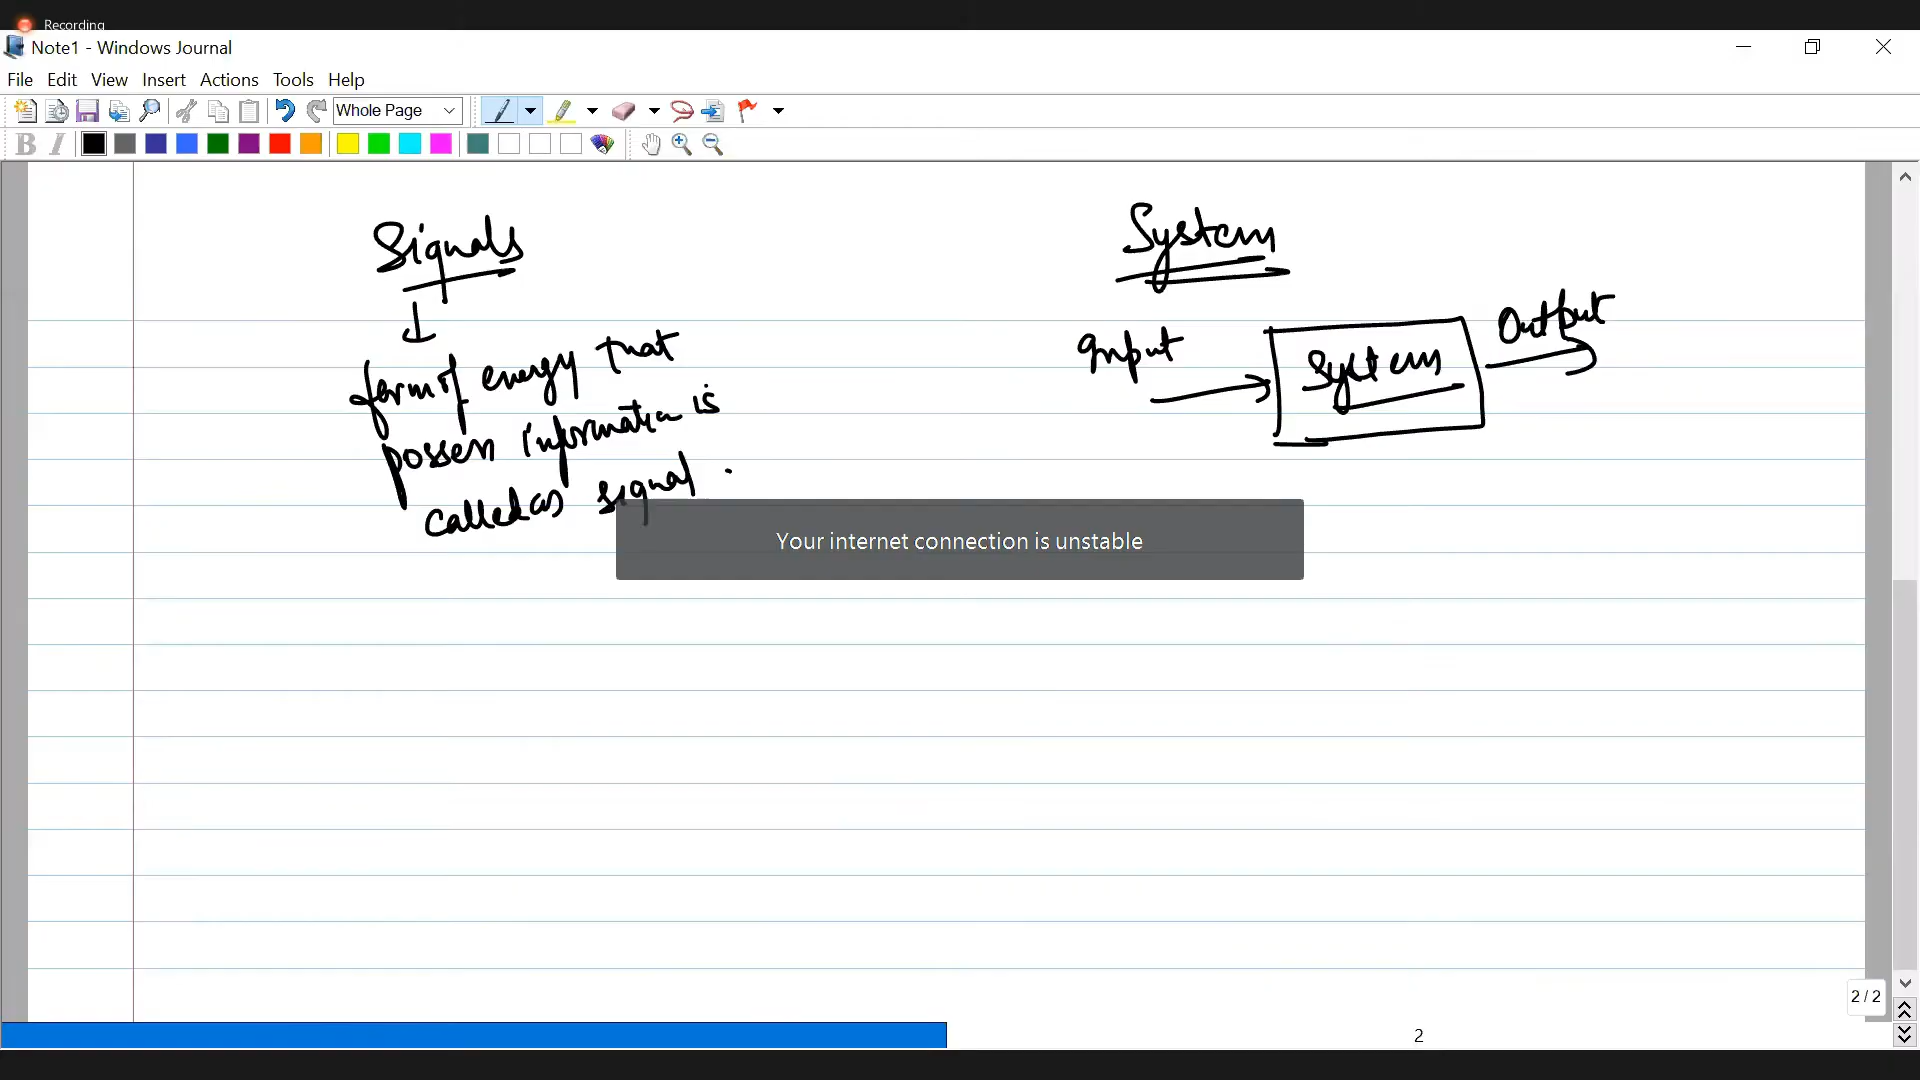 Recording
Note1 - Windows Journal
File Edit View Insert Actions Tools Help
Whole Page
B I
Signals
System
form of energy that
possess information is
called as signal .
Input
System
Output
Your internet connection is unstable
2 / 2
2